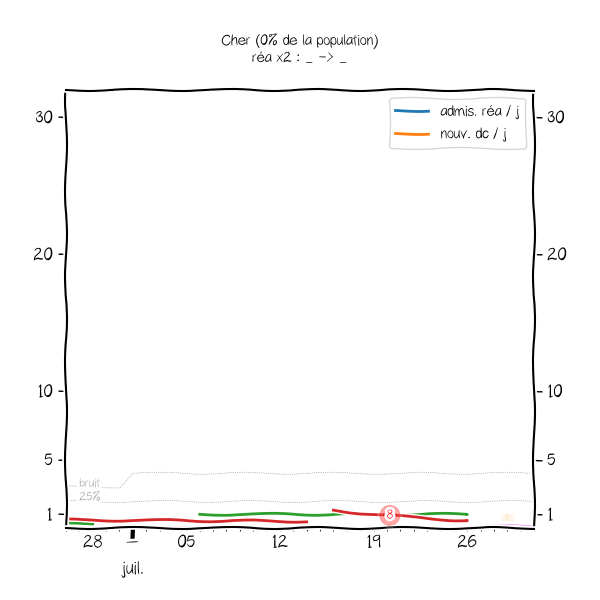 Cher (0% de la population)
réa x2 : _ -> _
admis. réa / j
nouv. dc / j
30 30
20 20
10 10
5 5
bruit
25%
8
1 1
28 05 12 19 26
juil.